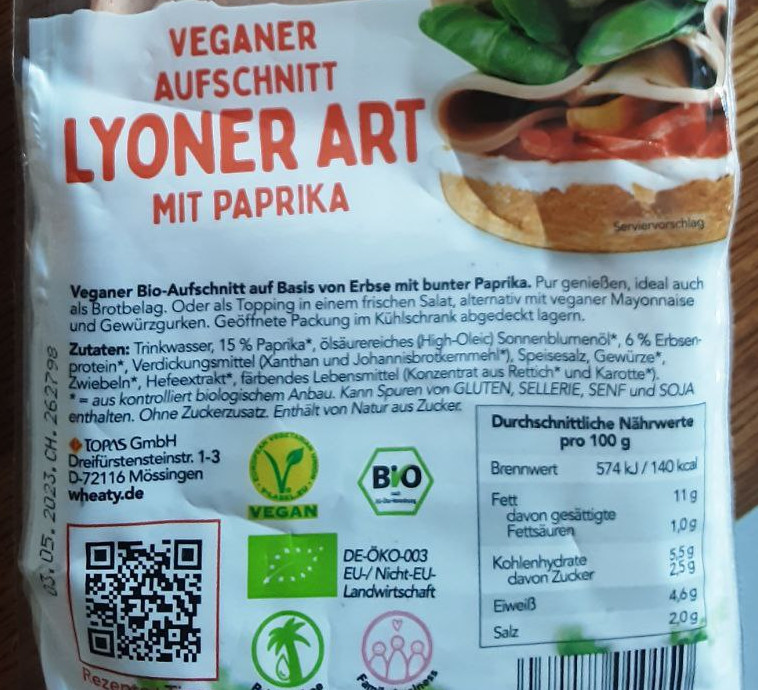 VEGANER
AUFSCHNITT
LYONER ART
MIT PAPRIKA
Serviervorschlag
Veganer Bio-Aufschnitt auf Basis von Erbse mit bunter Paprika. Pur genießen, ideal auch
als Brotbelag. Oder als Topping in einem frischen Salat, alternativ mit veganer Mayonnaise
und Gewürzgurken. Geöffnete Packung im Kühlschrank abgedeckt lagern.
Zutaten: Trinkwasser, 15 % Paprika*, ölsäurereiches (High-Oleic) Sonnenblumenöl*, 6 % Erbsen-
protein*, Verdickungsmittel (Xanthan und Johannisbrotkernmehl*), Speisesalz, Gewürze*,
Zwiebeln*, Hefeextrakt*, färbendes Lebensmittel (Konzentrat aus Rettich* und Karotte*).
* = aus kontrolliert biologischem Anbau. Kann Spuren von GLUTEN, SELLERIE, SENF und SOJA
enthalten. Ohne Zuckerzusatz. Enthält von Natur aus Zucker.
03.05.2023. CH. 262798
TOPAS GmbH
Dreifürstensteinstr. 1-3
D-72116 Mössingen
wheaty.de
VEGAN
BIO
DE-ÖKO-003
EU-/ Nicht-EU-
Landwirtschaft
Durchschnittliche Nährwerte
pro 100 g
Brennwert 574 kJ / 140 kcal
Fett 11 g
davon gesättigte
Fettsäuren 1,0 g
Kohlenhydrate 5,5 g
davon Zucker 2,5 g
Eiweiß 4,6 g
Salz 2,0 g